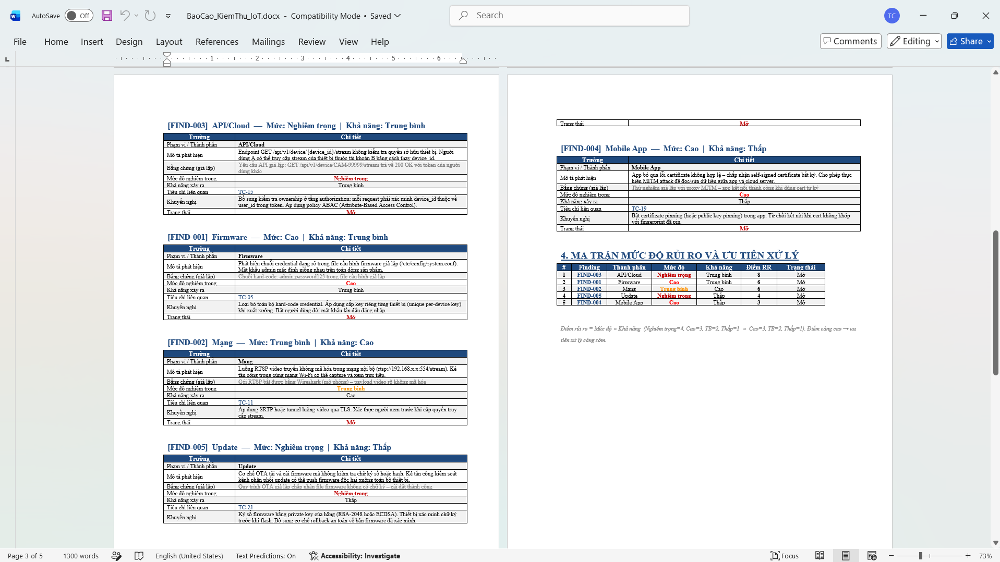 AutoSave Off BaoCao_KiemThu_IoT.docx - Compatibility Mode • Saved Search TC
File Home Insert Design Layout References Mailings Review View Help Comments Editing Share
1 2 3 4 5 6
[FIND-003] API/Cloud — Mức: Nghiêm trọng | Khả năng: Trung bình
Trường Chi tiết
Phạm vi / Thành phần API/Cloud
Mô tả phát hiện Endpoint GET /api/v1/device/{device_id}/stream không kiểm tra quyền sở hữu thiết bị. Người
dùng A có thể truy cập stream của thiết bị thuộc tài khoản B bằng cách thay device_id.
Bằng chứng (giả lập) Yêu cầu API giả lập: GET /api/v1/device/CAM-99999/stream trả về 200 OK với token của người
dùng khác
Mức độ nghiêm trọng Nghiêm trọng
Khả năng xảy ra Trung bình
Tiêu chí liên quan TC-15
Khuyến nghị Bổ sung kiểm tra ownership ở tầng authorization: mỗi request phải xác minh device_id thuộc về
user_id trong token. Áp dụng policy ABAC (Attribute-Based Access Control).
Trạng thái Mở
[FIND-001] Firmware — Mức: Cao | Khả năng: Trung bình
Trường Chi tiết
Phạm vi / Thành phần Firmware
Mô tả phát hiện Phát hiện chuỗi credential dạng rõ trong file cấu hình firmware giả lập (/etc/config/system.conf).
Mật khẩu admin mặc định giống nhau trên toàn dòng sản phẩm.
Bằng chứng (giả lập) Chuỗi hard-code: admin:password123 trong file cấu hình giả lập
Mức độ nghiêm trọng Cao
Khả năng xảy ra Trung bình
Tiêu chí liên quan TC-05
Khuyến nghị Loại bỏ toàn bộ hard-code credential. Áp dụng cấp key riêng từng thiết bị (unique per-device key)
khi xuất xưởng. Bắt người dùng đổi mật khẩu lần đầu đăng nhập.
Trạng thái Mở
[FIND-002] Mạng — Mức: Trung bình | Khả năng: Cao
Trường Chi tiết
Phạm vi / Thành phần Mạng
Mô tả phát hiện Luồng RTSP video truyền không mã hóa trong mạng nội bộ (rtsp://192.168.x.x:554/stream). Kẻ
tấn công trong cùng mạng Wi-Fi có thể capture và xem trực tiếp.
Bằng chứng (giả lập) Gói RTSP bắt được bằng Wireshark (mô phỏng) – payload video rõ không mã hóa
Mức độ nghiêm trọng Trung bình
Khả năng xảy ra Cao
Tiêu chí liên quan TC-11
Khuyến nghị Áp dụng SRTP hoặc tunnel luồng video qua TLS. Xác thực người xem trước khi cấp quyền truy
cập stream.
Trạng thái Mở
[FIND-005] Update — Mức: Nghiêm trọng | Khả năng: Thấp
Trường Chi tiết
Phạm vi / Thành phần Update
Mô tả phát hiện Cơ chế OTA tải và cài firmware mà không kiểm tra chữ ký số hoặc hash. Kẻ tấn công kiểm soát
kênh phân phối update có thể push firmware độc hại xuống toàn bộ thiết bị.
Bằng chứng (giả lập) Quy trình OTA giả lập chấp nhận file firmware không có chữ ký – cài đặt thành công
Mức độ nghiêm trọng Nghiêm trọng
Khả năng xảy ra Thấp
Tiêu chí liên quan TC-21
Khuyến nghị Ký số firmware bằng private key của hãng (RSA-2048 hoặc ECDSA). Thiết bị xác minh chữ ký
trước khi flash. Bổ sung cơ chế rollback an toàn về bản firmware đã xác minh.
Trạng thái Mở
[FIND-004] Mobile App — Mức: Cao | Khả năng: Thấp
Trường Chi tiết
Phạm vi / Thành phần Mobile App
Mô tả phát hiện App bỏ qua lỗi certificate không hợp lệ – chấp nhận self-signed certificate bất kỳ. Cho phép thực
hiện MITM attack để đọc/sửa dữ liệu giữa app và cloud server.
Bằng chứng (giả lập) Thử nghiệm giả lập với proxy MITM – app kết nối thành công khi dùng cert tự ký
Mức độ nghiêm trọng Cao
Khả năng xảy ra Thấp
Tiêu chí liên quan TC-19
Khuyến nghị Bật certificate pinning (hoặc public key pinning) trong app. Từ chối kết nối khi cert không khớp
với fingerprint đã pin.
Trạng thái Mở
4. MA TRẬN MỨC ĐỘ RỦI RO VÀ ƯU TIÊN XỬ LÝ
# Finding Thành phần Mức độ Khả năng Điểm RR Trạng thái
1 FIND-003 API/Cloud Nghiêm trọng Trung bình 8 Mở
2 FIND-001 Firmware Cao Trung bình 6 Mở
3 FIND-002 Mạng Trung bình Cao 6 Mở
4 FIND-005 Update Nghiêm trọng Thấp 4 Mở
5 FIND-004 Mobile App Cao Thấp 3 Mở
Điểm rủi ro = Mức độ × Khả năng (Nghiêm trọng=4, Cao=3, TB=2, Thấp=1 × Cao=3, TB=2, Thấp=1). Điểm càng cao → ưu
tiên xử lý càng sớm.
Page 3 of 5 1300 words English (United States) Text Predictions: On Accessibility: Investigate Focus 73%